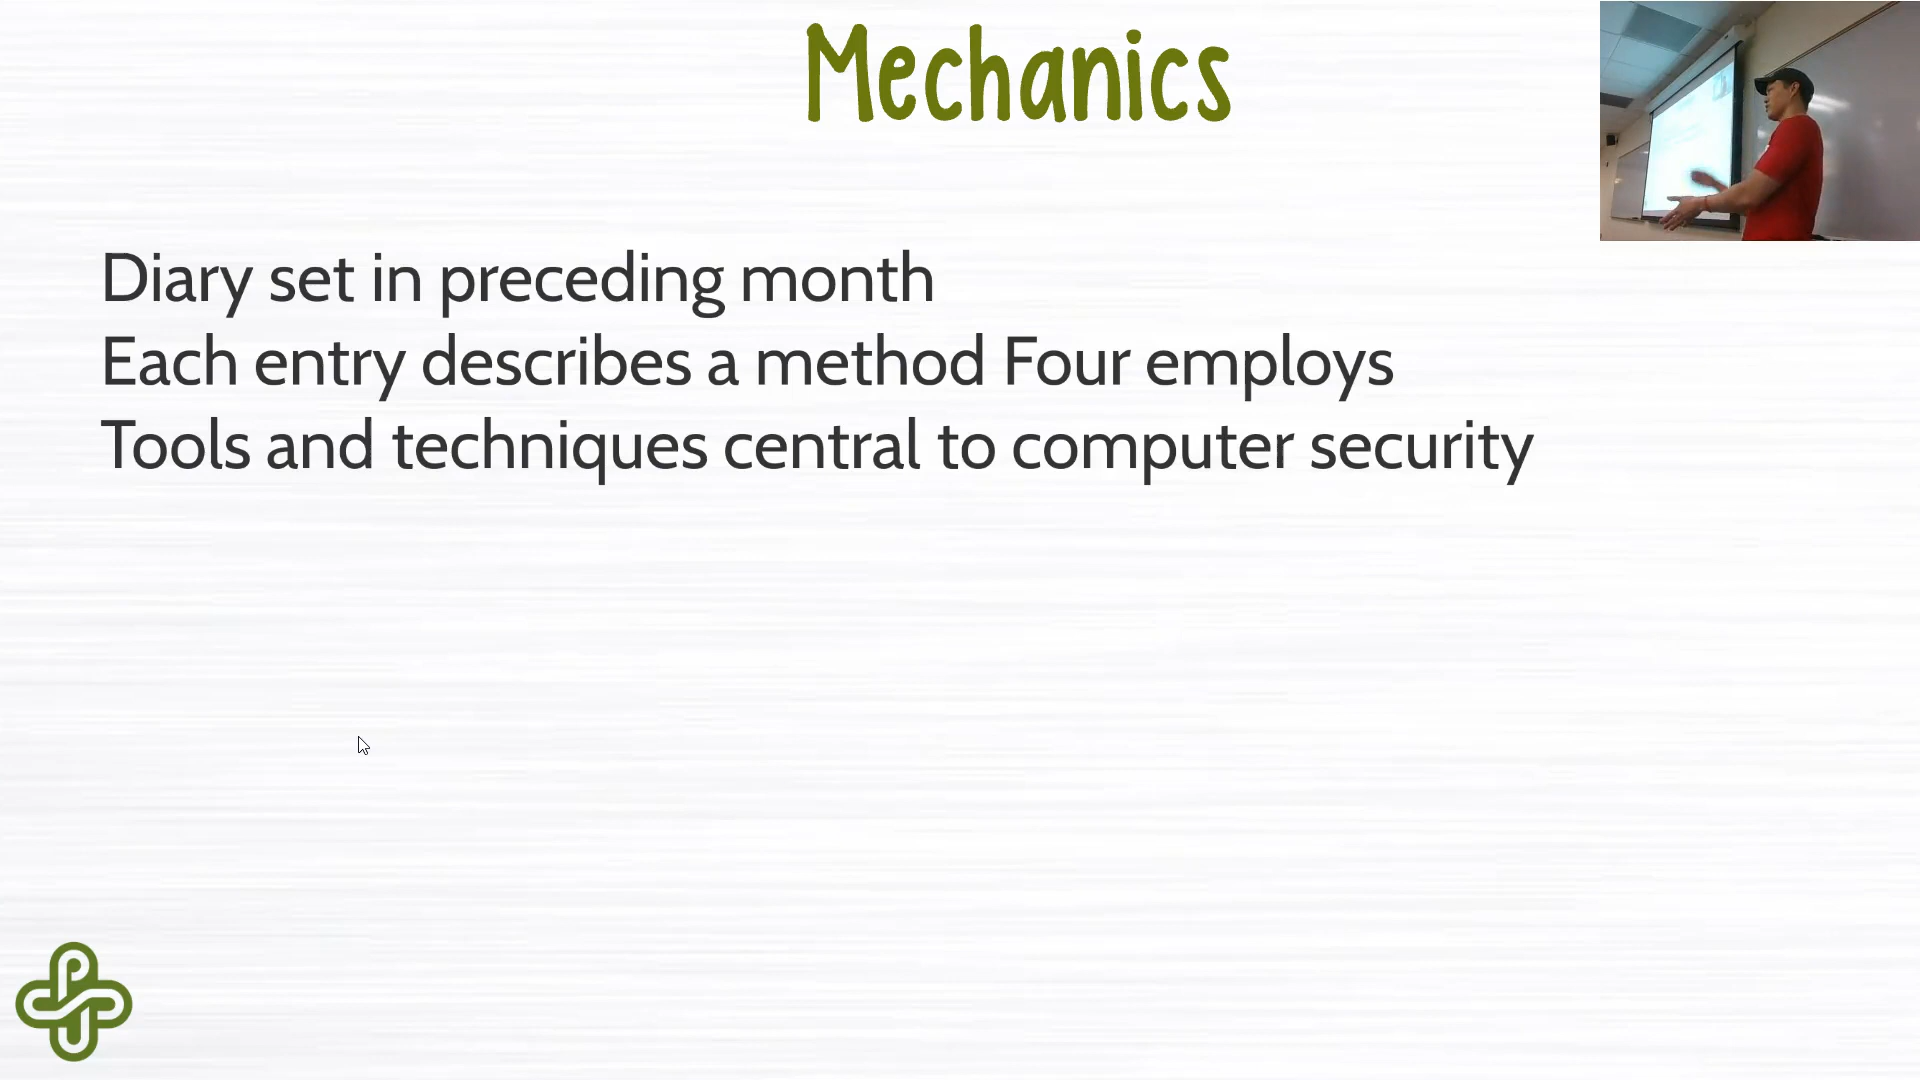 Mechanics
Diary set in preceding month
Each entry describes a method Four employs
Tools and techniques central to computer security